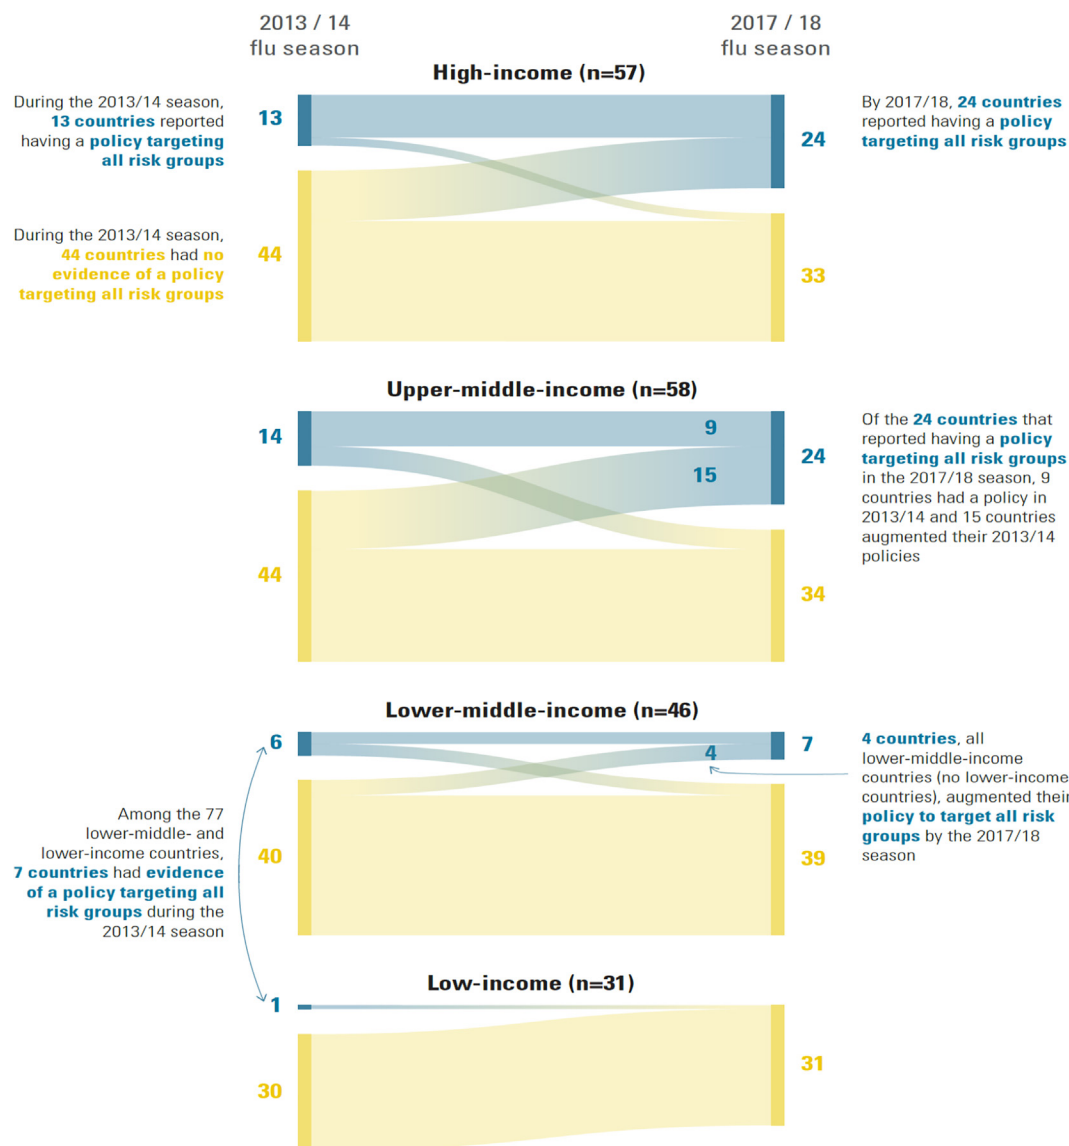 2013 / 14
flu season
2017 / 18
flu season
High-income (n=57)
During the 2013/14 season,
13 countries reported
having a policy targeting
all risk groups
13
24
By 2017/18, 24 countries
reported having a policy
targeting all risk groups
During the 2013/14 season,
44 countries had no
evidence of a policy
targeting all risk groups
44
33
Upper-middle-income (n=58)
14
9
15
24
Of the 24 countries that
reported having a policy
targeting all risk groups
in the 2017/18 season, 9
countries had a policy in
2013/14 and 15 countries
augmented their 2013/14
policies
44
34
Lower-middle-income (n=46)
6
4
7
4 countries, all
lower-middle-income
countries (no lower-income
countries), augmented their
policy to target all risk
groups by the 2017/18
season
Among the 77
lower-middle- and
lower-income countries,
7 countries had evidence
of a policy targeting all
risk groups during the
2013/14 season
40
39
Low-income (n=31)
1
30
31